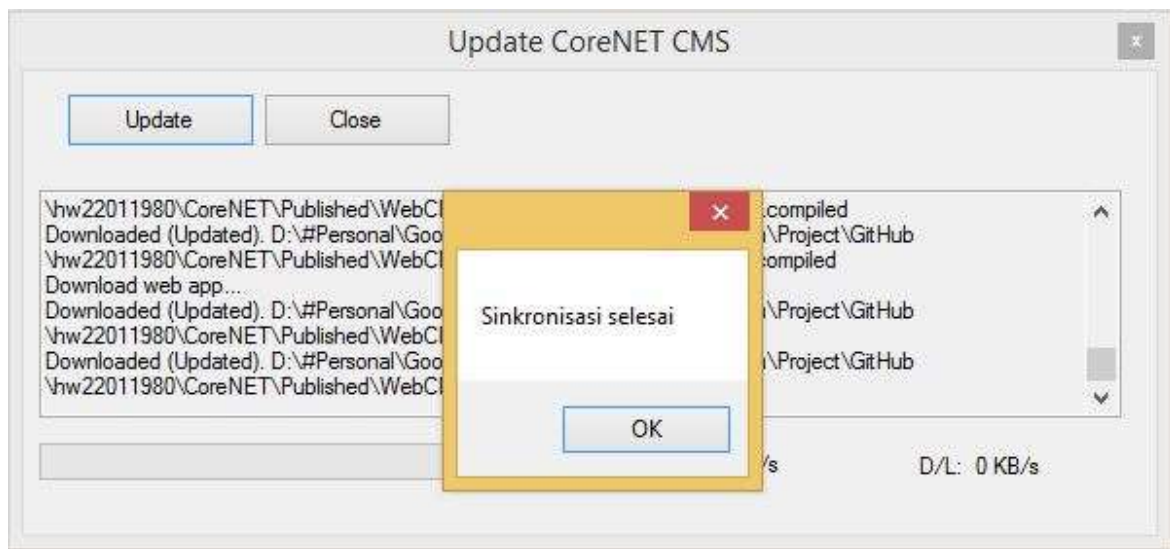 Update CoreNET CMS
x
Update Close
\hw22011980\CoreNET\Published\WebCl .compiled
Downloaded (Updated). D:\#Personal\Goo \Project\GitHub
\hw22011980\CoreNET\Published\WebCl compiled
Download web app...
Downloaded (Updated). D:\#Personal\Goo \Project\GitHub
\hw22011980\CoreNET\Published\WebCl
Downloaded (Updated). D:\#Personal\Goo \Project\GitHub
\hw22011980\CoreNET\Published\WebCl
Sinkronisasi selesai
OK
/s D/L: 0 KB/s